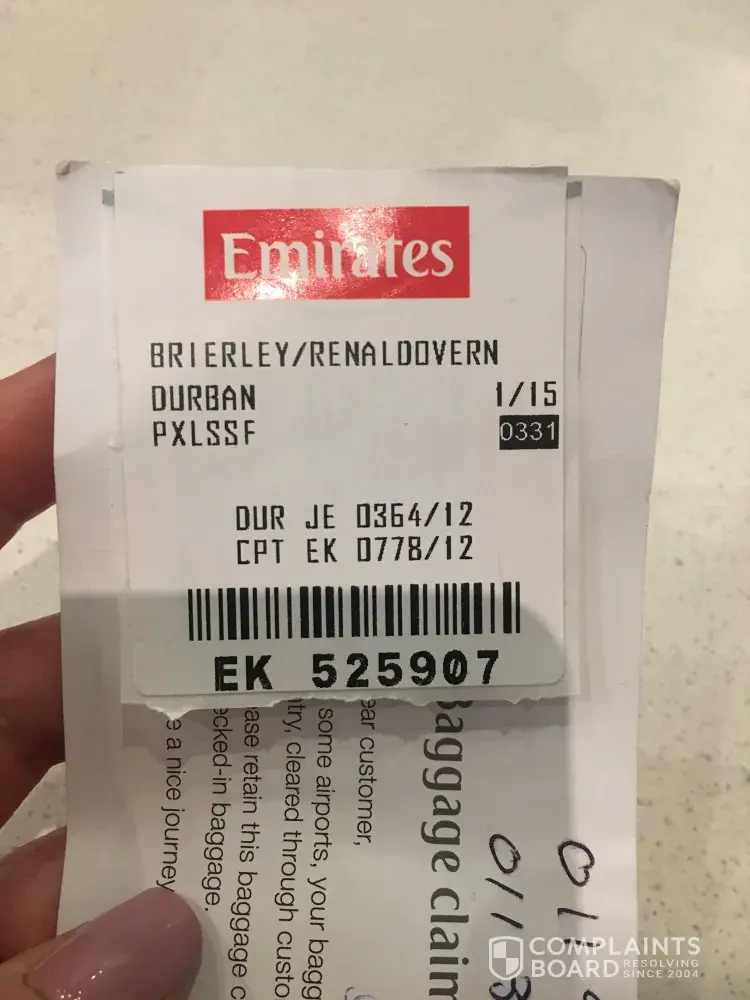 Emirates
BRIERLEY/RENALDOVERN
DURBAN 1/15
PXLSSF 0331
DUR JE 0364/12
CPT EK 0778/12
EK 525907
Baggage claim
ear customer,
some airports, your bagg
ntry, cleared through custo
ase retain this baggage c
ecked-in baggage.
e a nice journey
COMPLAINTS
BOARD RESOLVING
SINCE 2004